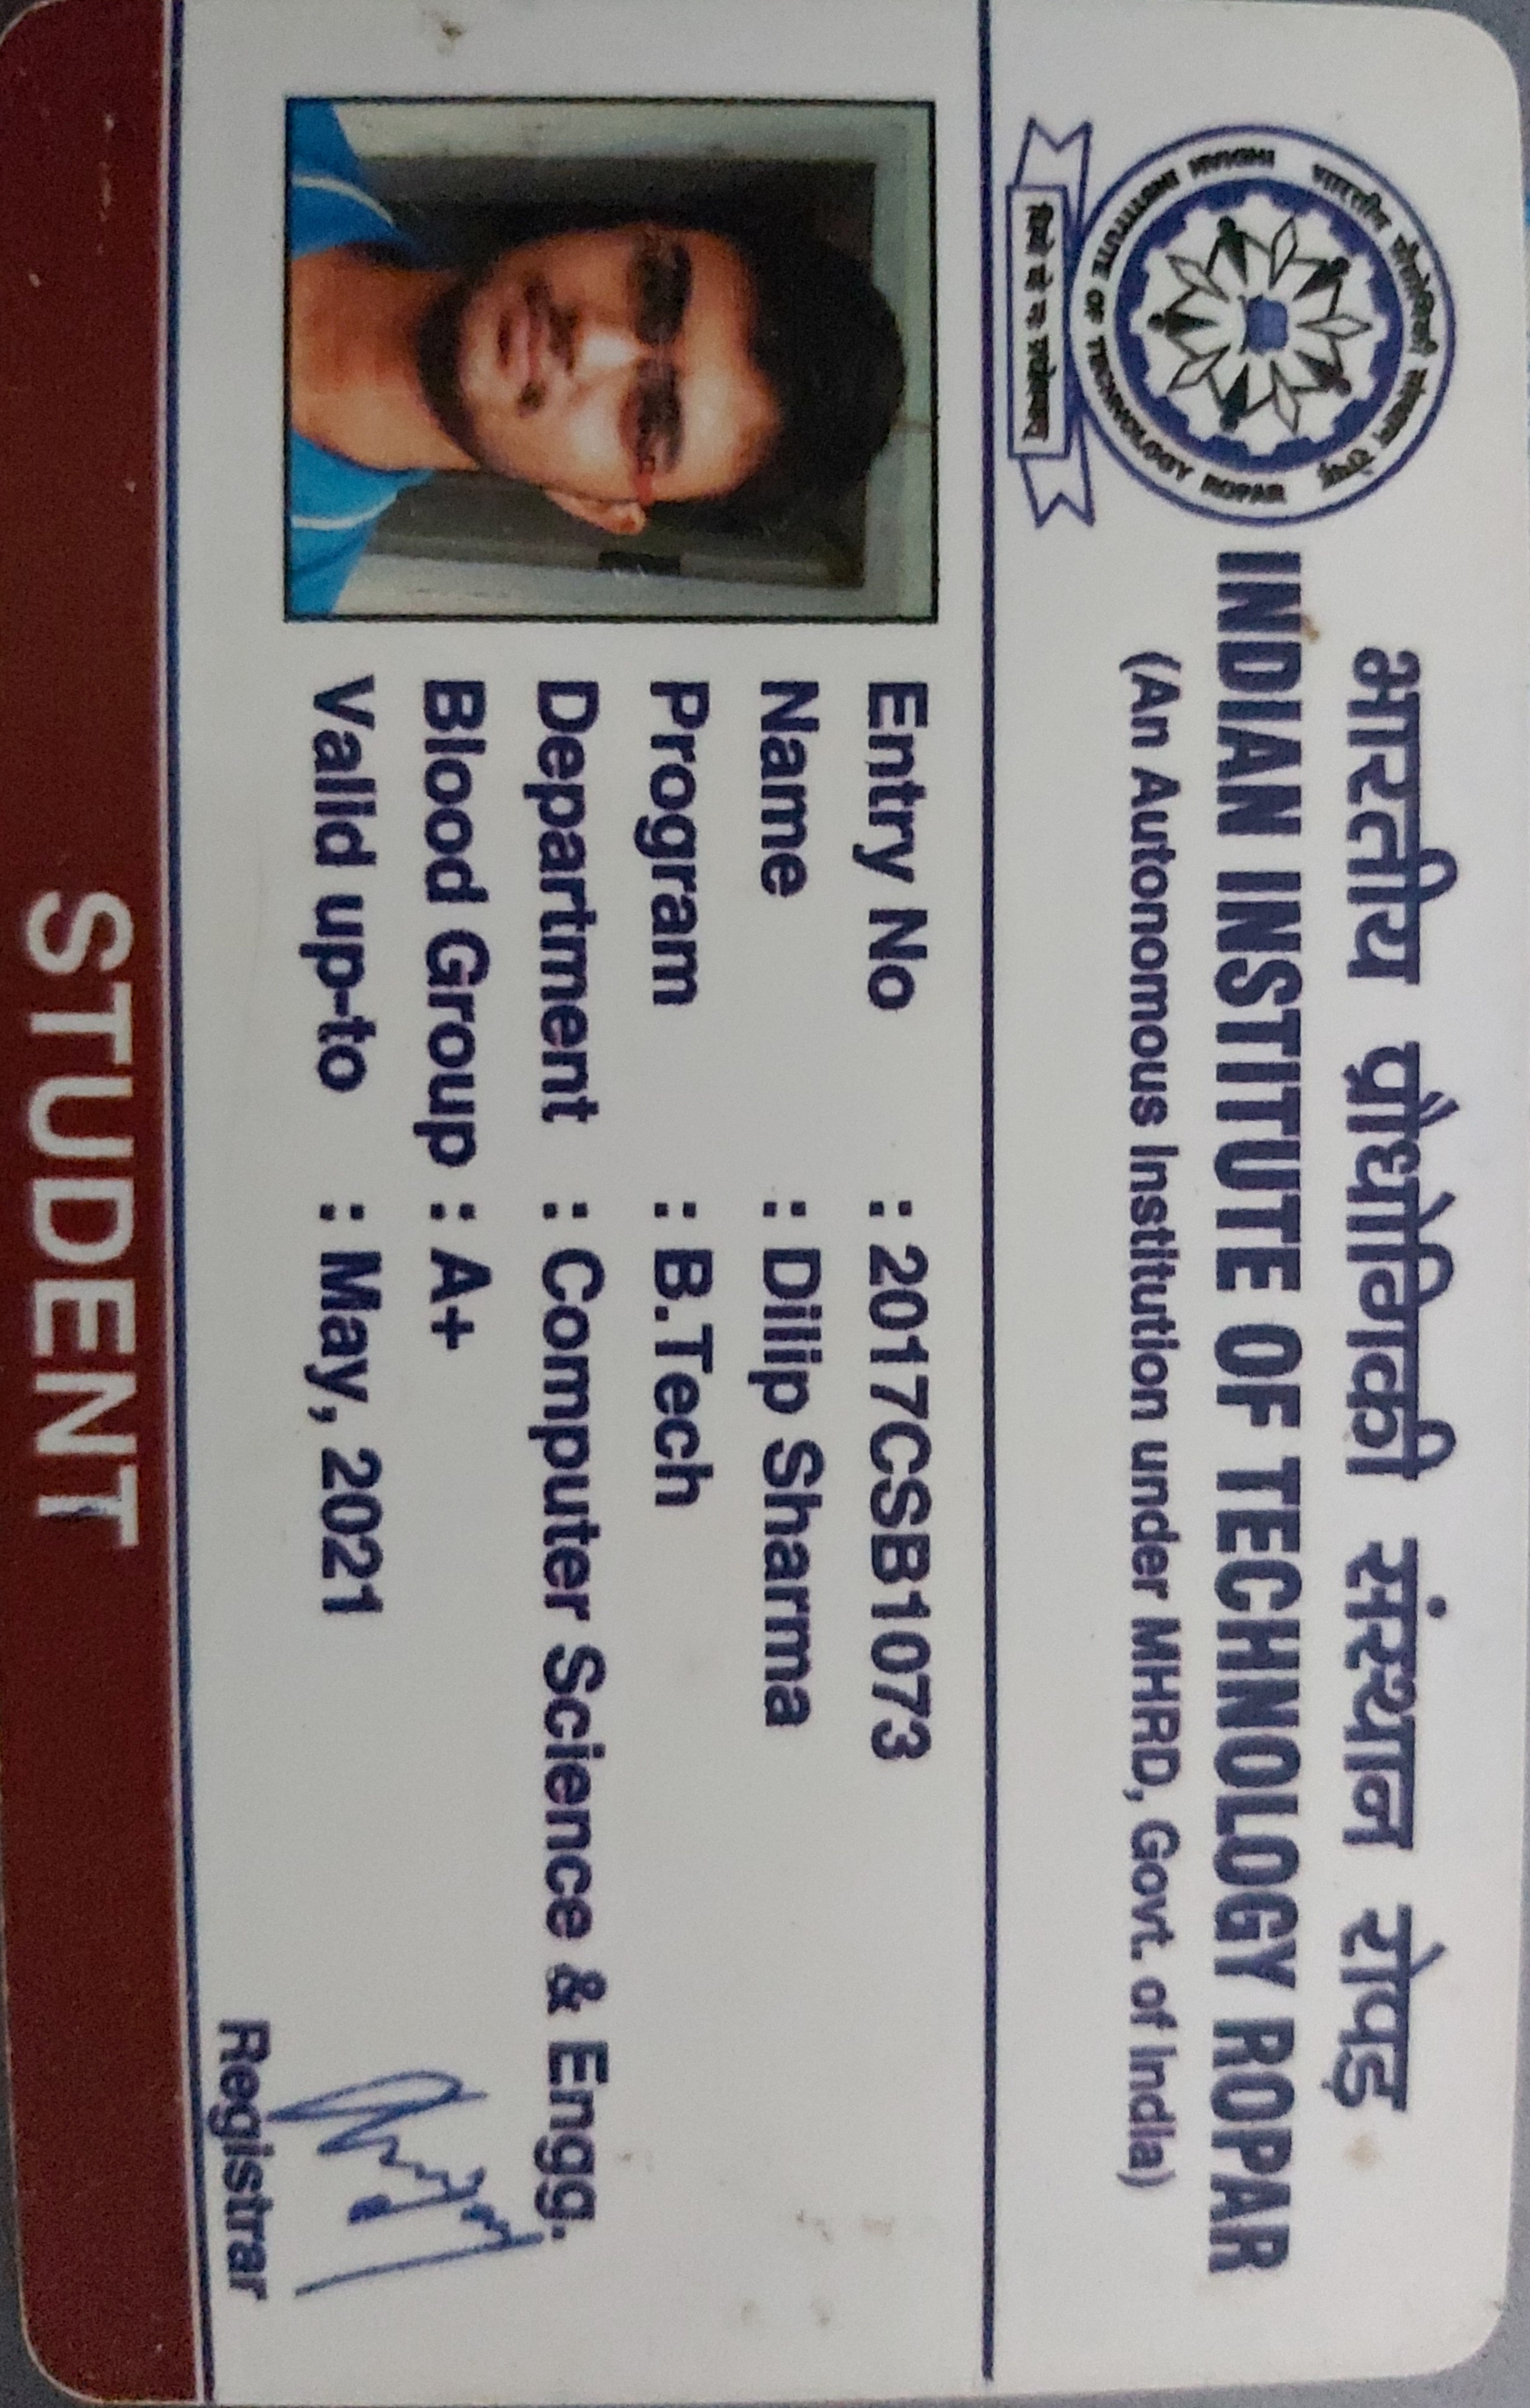 भारतीय प्रौधोगिकी संस्थान रोपड़
INDIAN INSTITUTE OF TECHNOLOGY ROPAR
(An Autonomous Institution under MHRD, Govt. of India)
भारतीय प्रौद्योगिकी संस्थान रोपड़
INDIAN INSTITUTE OF TECHNOLOGY ROPAR
धियो यो नः प्रचोदयात्
Entry No : 2017CSB1073
Name : Dilip Sharma
Program : B.Tech
Department : Computer Science & Engg.
Blood Group : A+
Valid up-to : May, 2021
Registrar
STUDENT